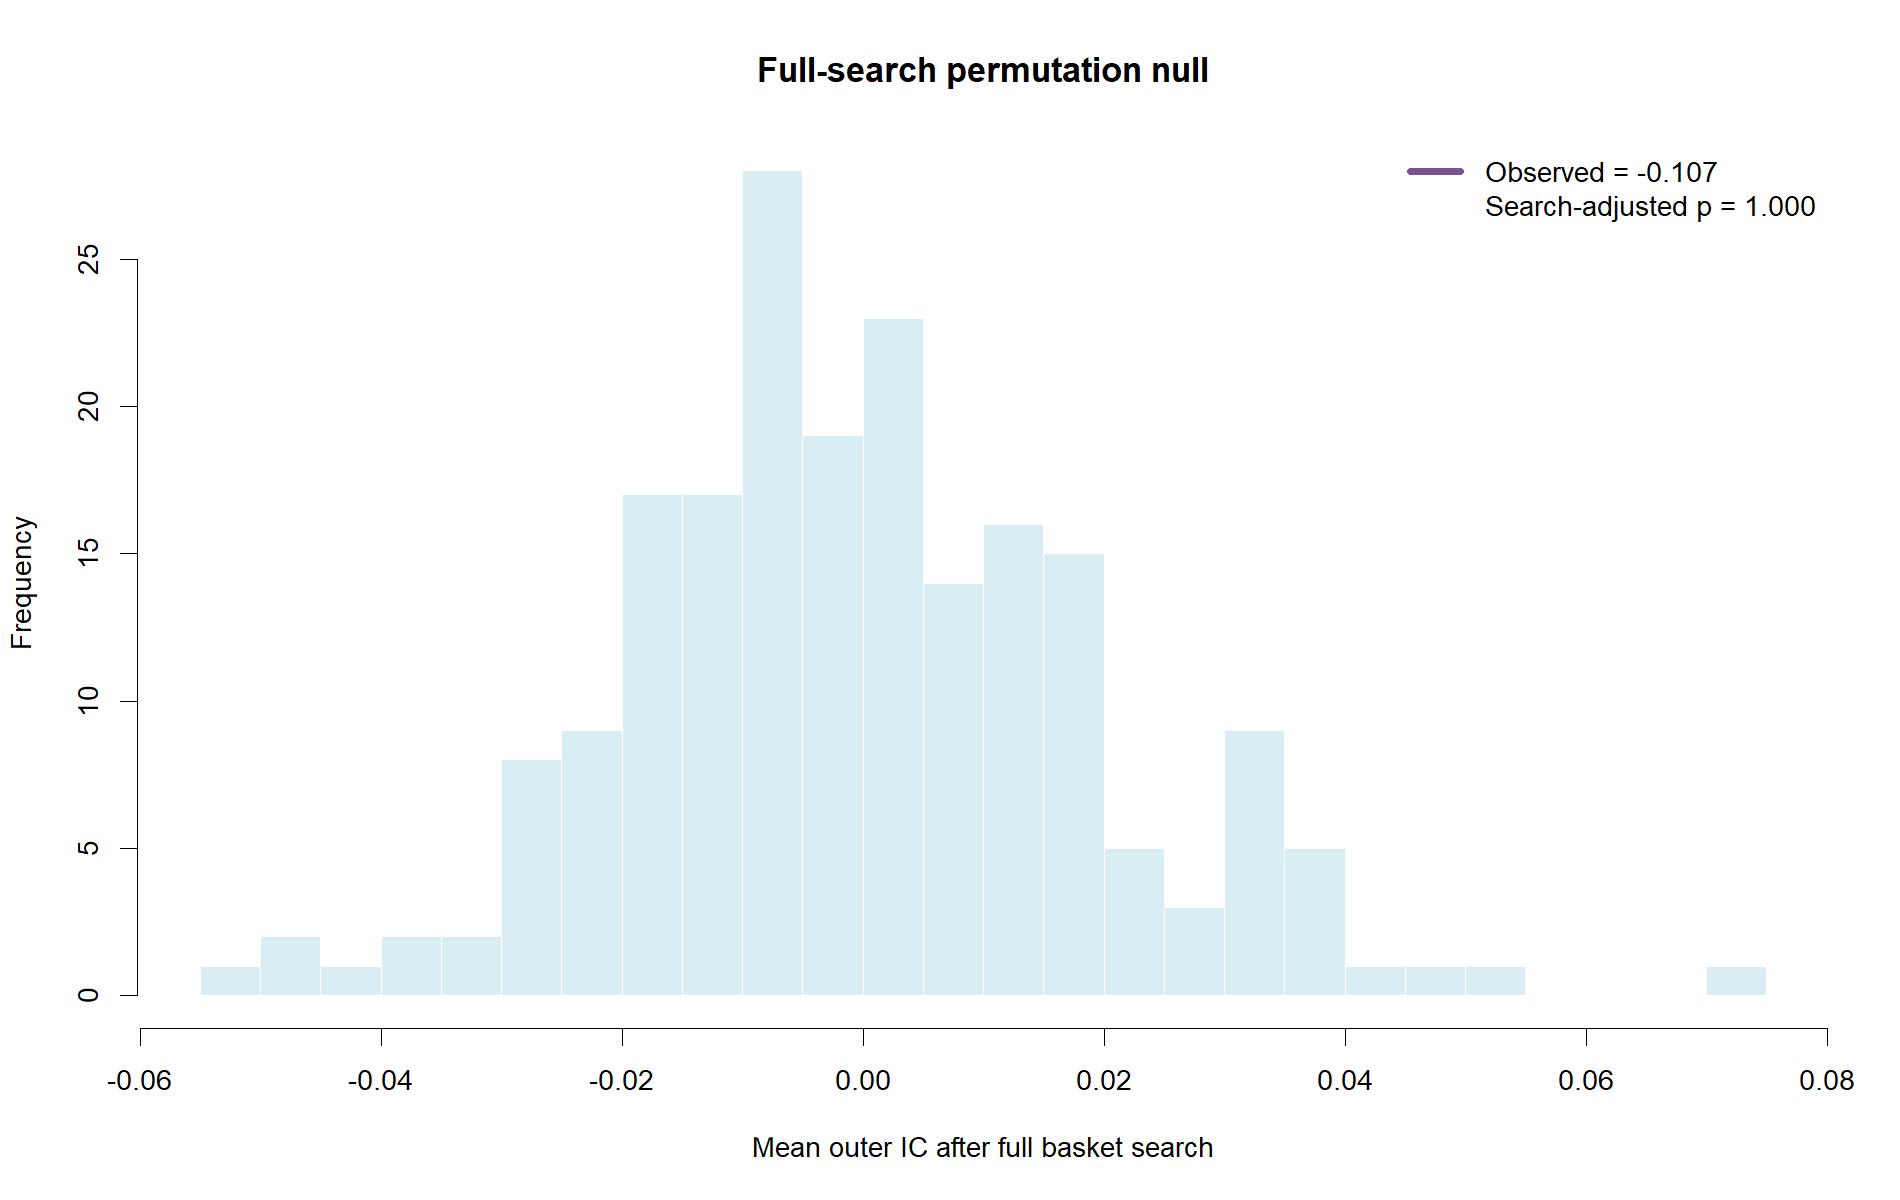 Full-search permutation null
Observed = -0.107
Search-adjusted p = 1.000
Frequency
25
20
15
10
5
0
-0.06 -0.04 -0.02 0.00 0.02 0.04 0.06 0.08
Mean outer IC after full basket search